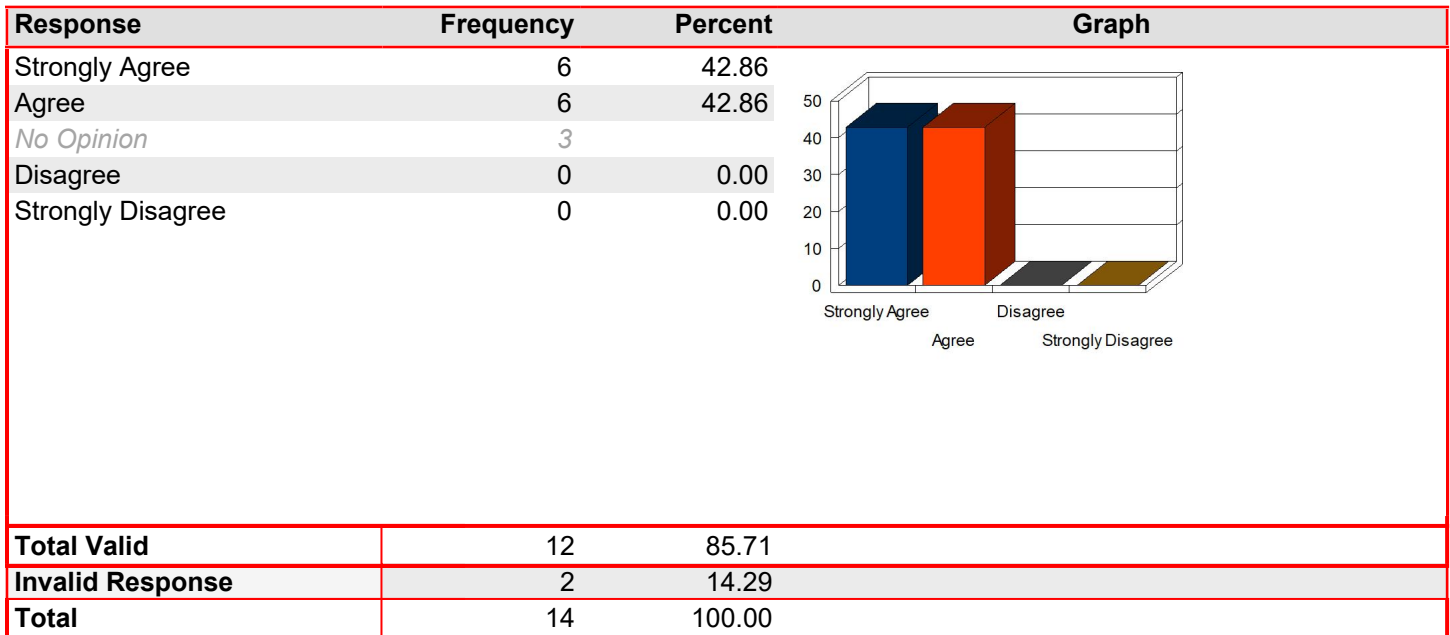 Response Frequency Percent Graph
Strongly Agree 6 42.86
Agree 6 42.86
No Opinion 3
Disagree 0 0.00
Strongly Disagree 0 0.00
50
40
30
20
10
0
Strongly Agree Disagree
Agree Strongly Disagree
Total Valid 12 85.71
Invalid Response 2 14.29
Total 14 100.00